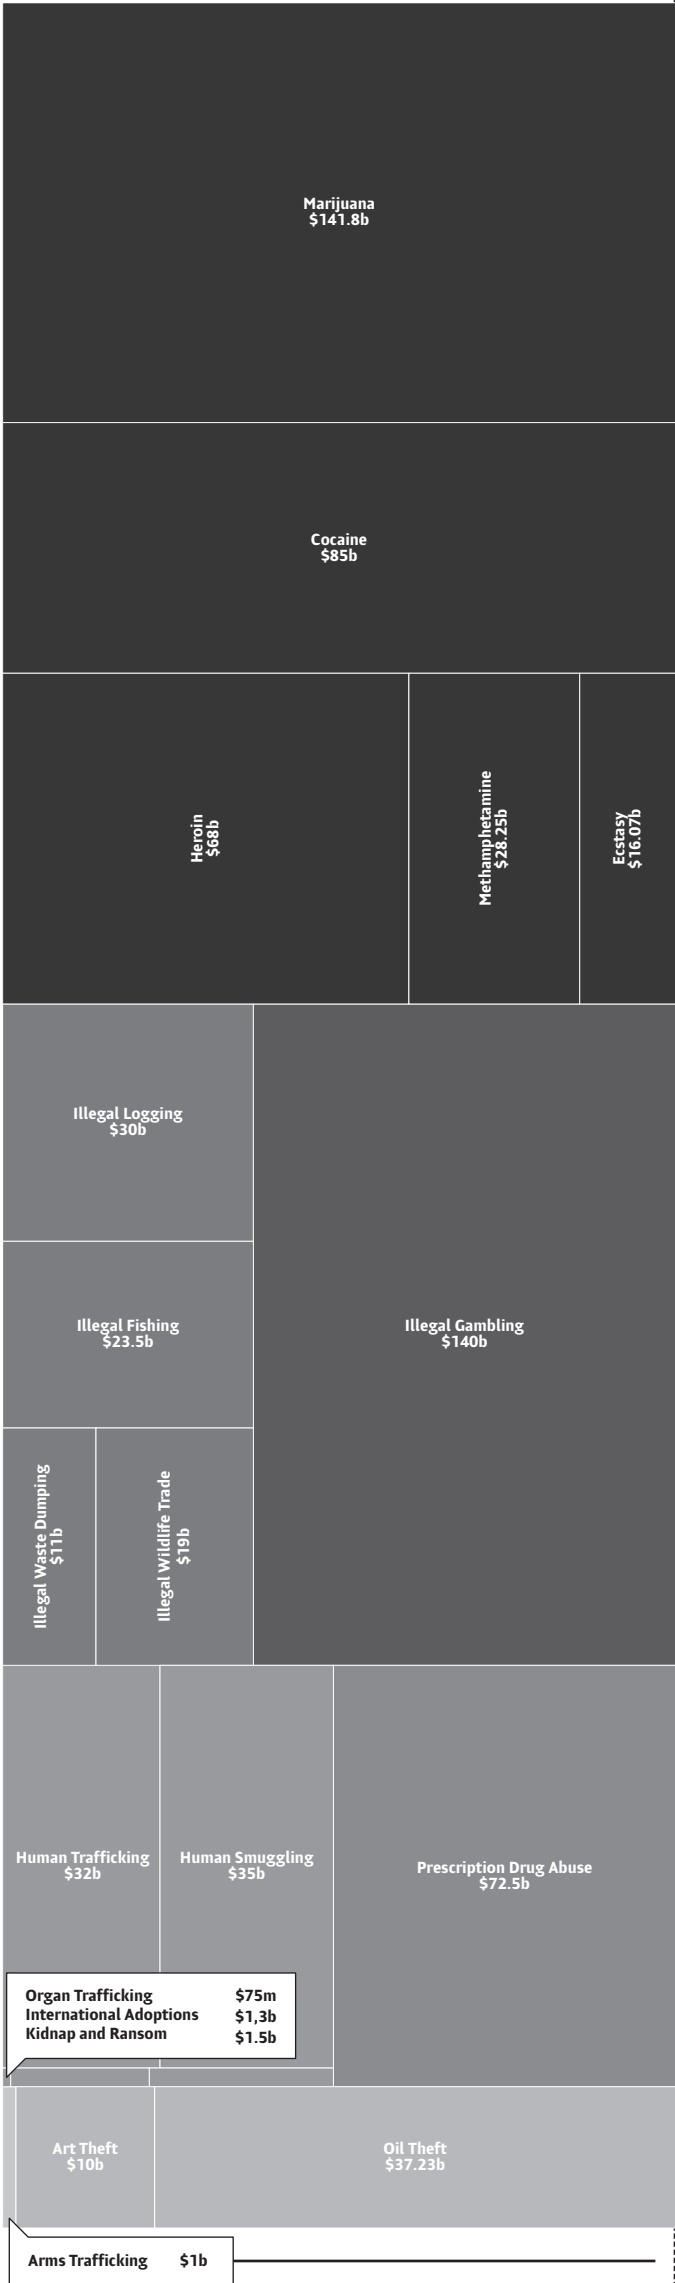 Marijuana
$141.8b
Cocaine
$85b
Heroin
$68b
Methamphetamine
$28.25b
Ecstasy
$16.07b
Illegal Logging
$30b
Illegal Fishing
$23.5b
Illegal Gambling
$140b
Illegal Waste Dumping
$11b
Illegal Wildlife Trade
$19b
Human Trafficking
$32b
Human Smuggling
$35b
Prescription Drug Abuse
$72.5b
Organ Trafficking $75m
International Adoptions $1,3b
Kidnap and Ransom $1.5b
Art Theft
$10b
Oil Theft
$37.23b
Arms Trafficking $1b